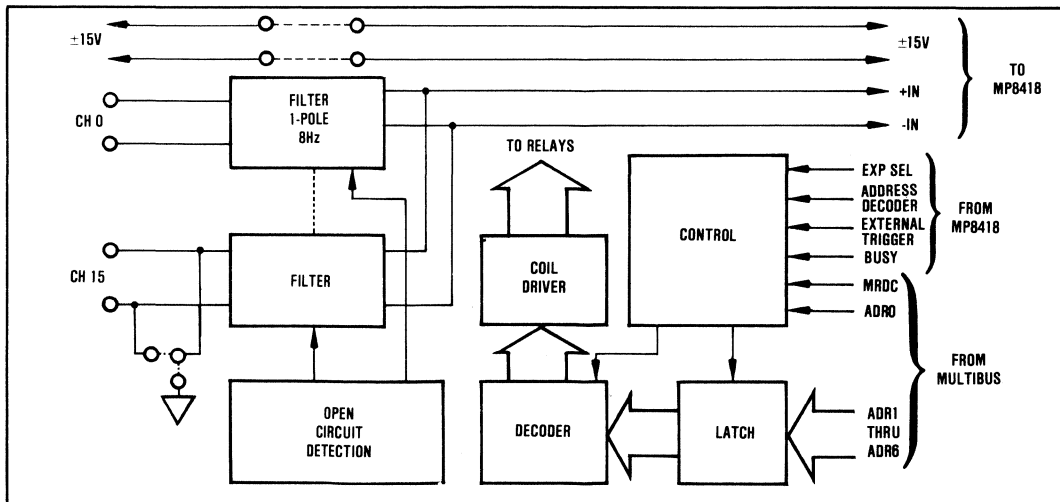 ±15V
±15V
TO
MP8418
FILTER
1-POLE
8Hz
CH 0
+IN
-IN
TO RELAYS
EXP SEL
ADDRESS
DECODER
EXTERNAL
TRIGGER
BUSY
FROM
MP8418
CONTROL
CH 15
FILTER
COIL
DRIVER
MRDC
ADR0
FROM
MULTIBUS
OPEN
CIRCUIT
DETECTION
DECODER
LATCH
ADR1
THRU
ADR6